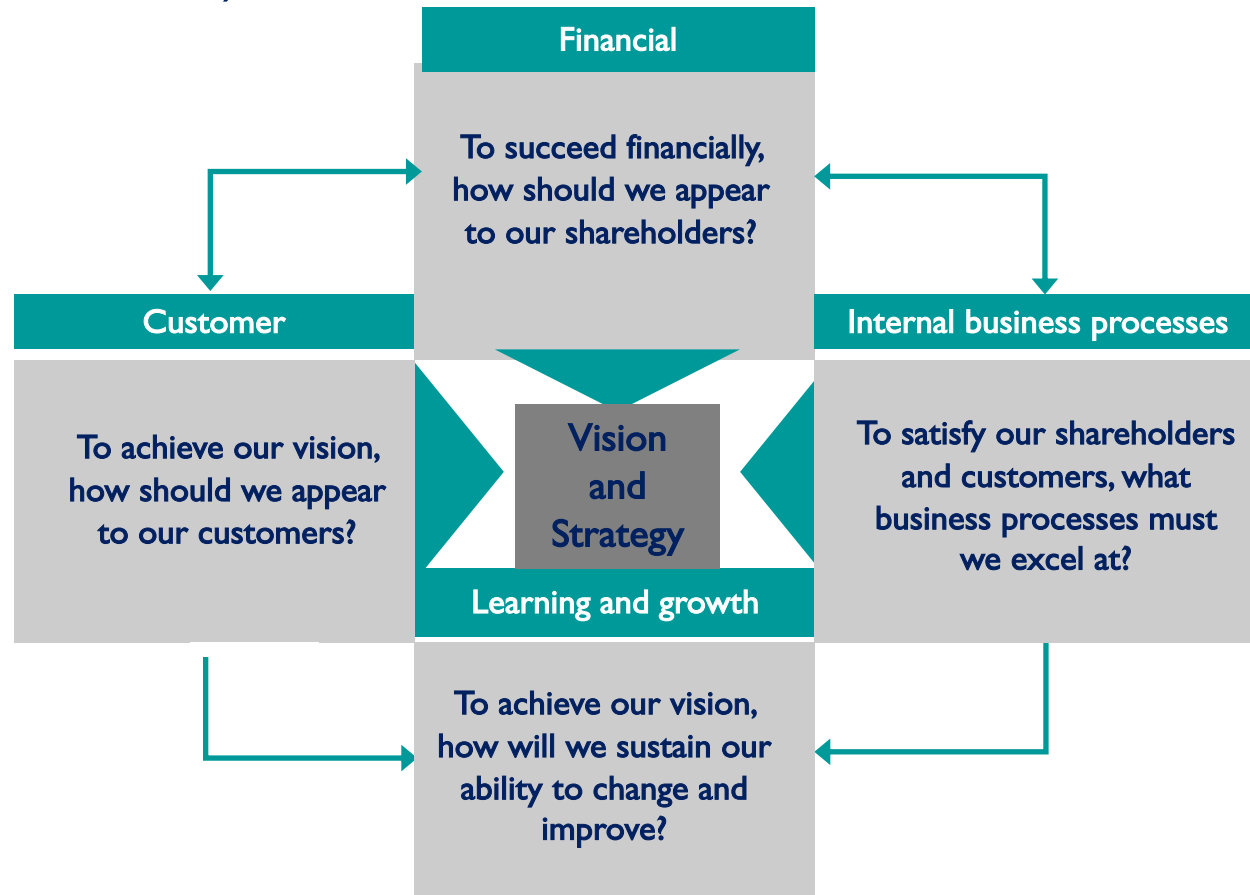 Financial
To succeed financially,
how should we appear
to our shareholders?
Customer
To achieve our vision,
how should we appear
to our customers?
Vision
and
Strategy
Internal business processes
To satisfy our shareholders
and customers, what
business processes must
we excel at?
Learning and growth
To achieve our vision,
how will we sustain our
ability to change and
improve?